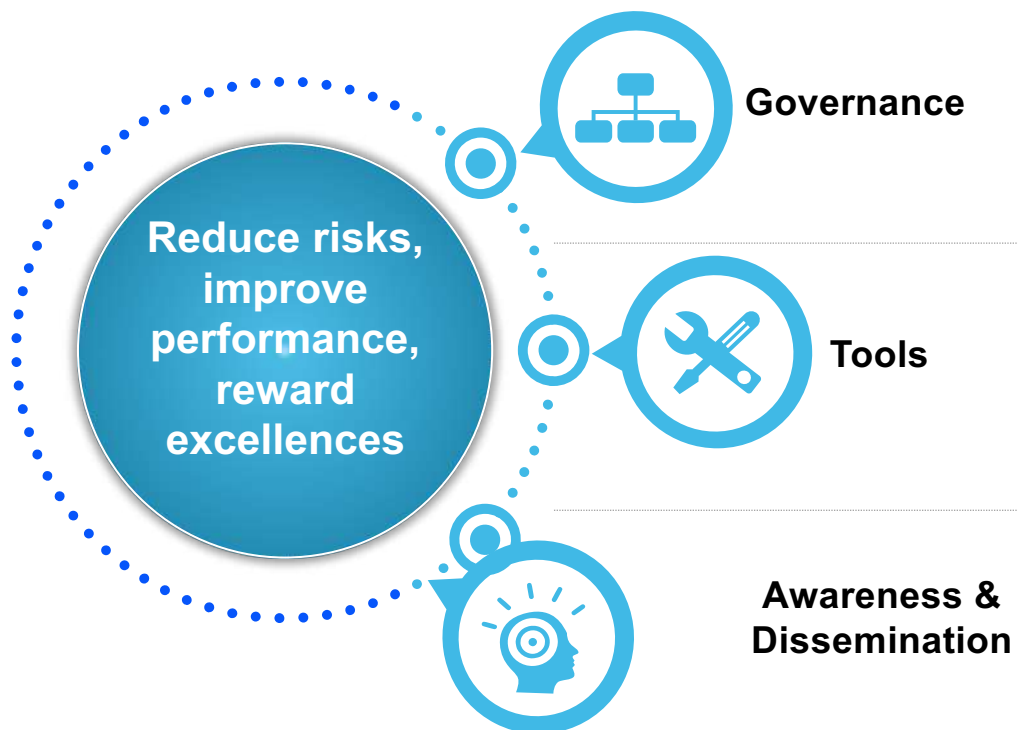 Reduce risks,
improve
performance,
reward
excellences
Governance
Tools
Awareness &
Dissemination